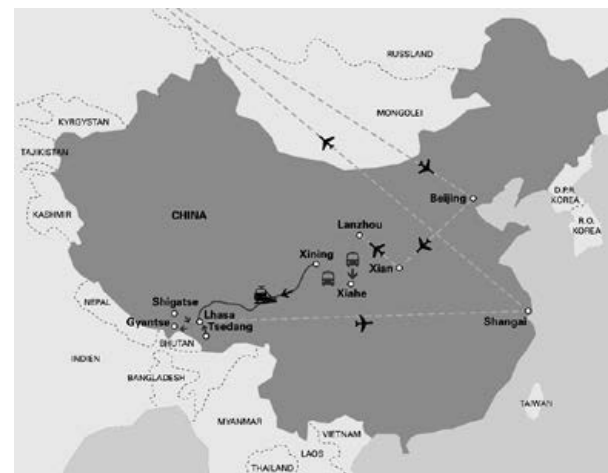 RUSSLAND
MONGOLEI
KYRGYSTAN
TAJIKISTAN
KASHMIR
CHINA
Beijing
D.P.R.
KOREA
R.O.
KOREA
Lanzhou
Xining
Xian
Xiahe
NEPAL
Shigatse
Lhasa
Gyantse
Tsedang
Shangai
BHUTAN
INDIEN
BANGLADESH
TAIWAN
MYANMAR
VIETNAM
LAOS
THAILAND